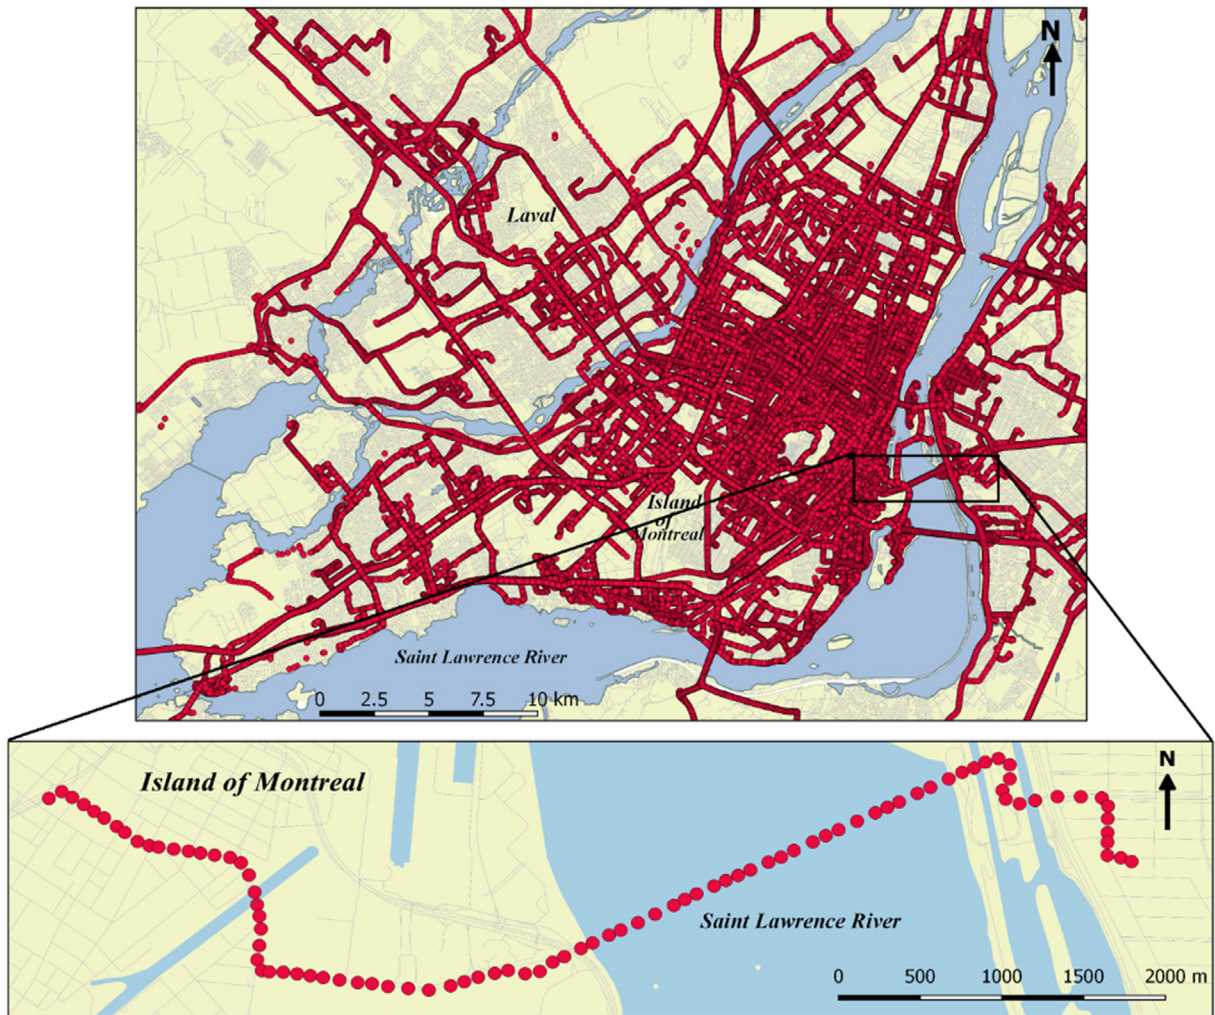 N
Laval
Island
of
Montreal
Saint Lawrence River
0 2.5 5 7.5 10 km
Island of Montreal
N
Saint Lawrence River
0 500 1000 1500 2000 m